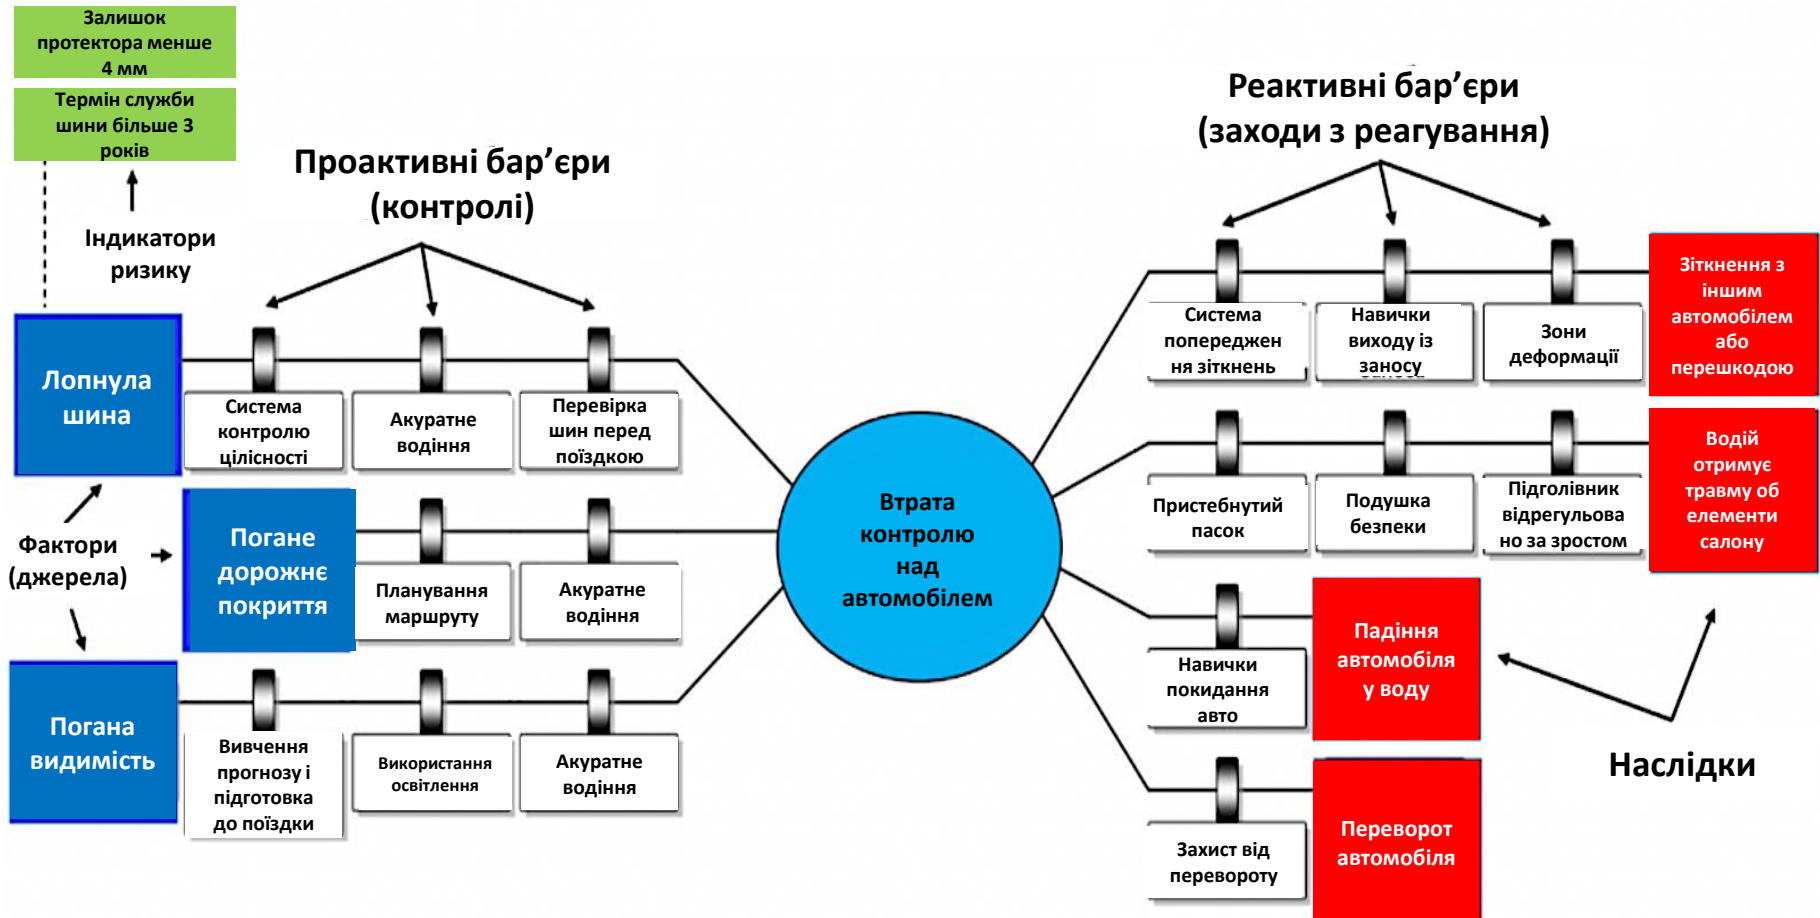 Залишок
протектора менше
4 мм
Термін служби
шини більше 3
років
Індикатори
ризику
Проактивні бар’єри
(контролі)
Реактивні бар’єри
(заходи з реагування)
Лопнула
шина
Система
контролю
цілісності
Акуратне
водіння
Перевірка
шин перед
поїздкою
Фактори
(джерела)
Погане
дорожнє
покриття
Планування
маршруту
Акуратне
водіння
Погана
видимість
Вивчення
прогнозу і
підготовка
до поїздки
Використання
освітлення
Акуратне
водіння
Втрата
контролю
над
автомобілем
Система
попереджен
ня зіткнень
Навички
виходу із
заносу
Зони
деформації
Зіткнення з
іншим
автомобілем
або
перешкодою
Пристебнутий
пасок
Подушка
безпеки
Підголівник
відрегульова
но за зростом
Водій
отримує
травму об
елементи
салону
Навички
покидання
авто
Падіння
автомобіля
у воду
Захист від
перевороту
Переворот
автомобіля
Наслідки